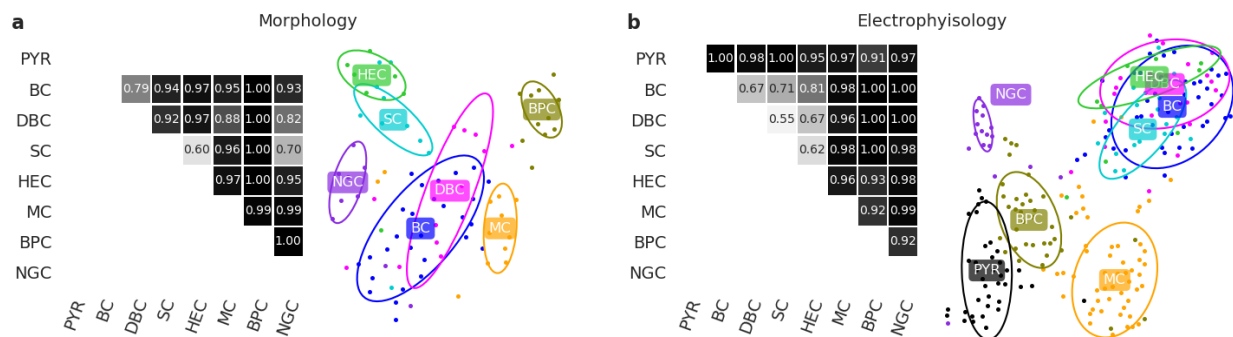 a
Morphology
PYR
BC 0.79 0.94 0.97 0.95 1.00 0.93
DBC 0.92 0.97 0.88 1.00 0.82
SC 0.60 0.96 1.00 0.70
HEC 0.97 1.00 0.95
MC 0.99 0.99
BPC 1.00
NGC
PYR BC DBC SC HEC MC BPC NGC
HEC
SC
BPC
NGC
DBC
BC
MC
b
Electrophyisology
PYR 1.00 0.98 1.00 0.95 0.97 0.91 0.97
BC 0.67 0.71 0.81 0.98 1.00 1.00
DBC 0.55 0.67 0.96 1.00 1.00
SC 0.62 0.98 1.00 0.98
HEC 0.96 0.93 0.98
MC 0.92 0.99
BPC 0.92
NGC
PYR BC DBC SC HEC MC BPC NGC
HEC
NGC
BC
SC
BPC
PYR
MC